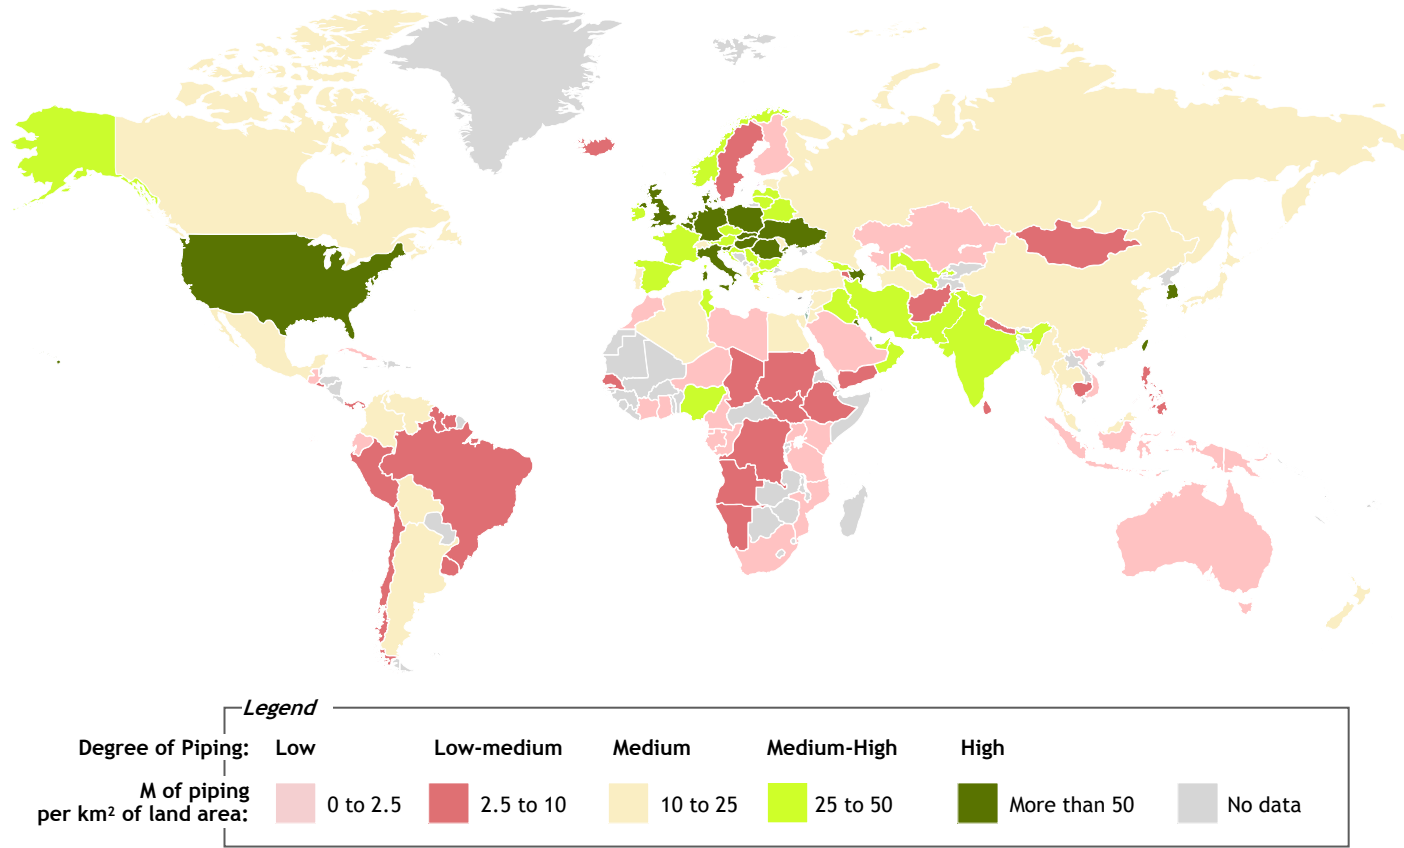 Legend
Degree of Piping: Low Low-medium Medium Medium-High High
M of piping
per km² of land area: 0 to 2.5 2.5 to 10 10 to 25 25 to 50 More than 50 No data